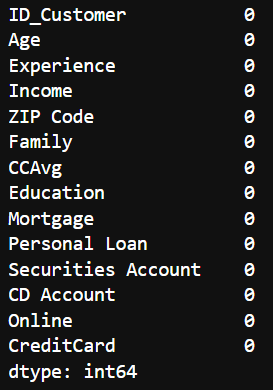 ID_Customer 0
Age 0
Experience 0
Income 0
ZIP Code 0
Family 0
CCAvg 0
Education 0
Mortgage 0
Personal Loan 0
Securities Account 0
CD Account 0
Online 0
CreditCard 0
dtype: int64